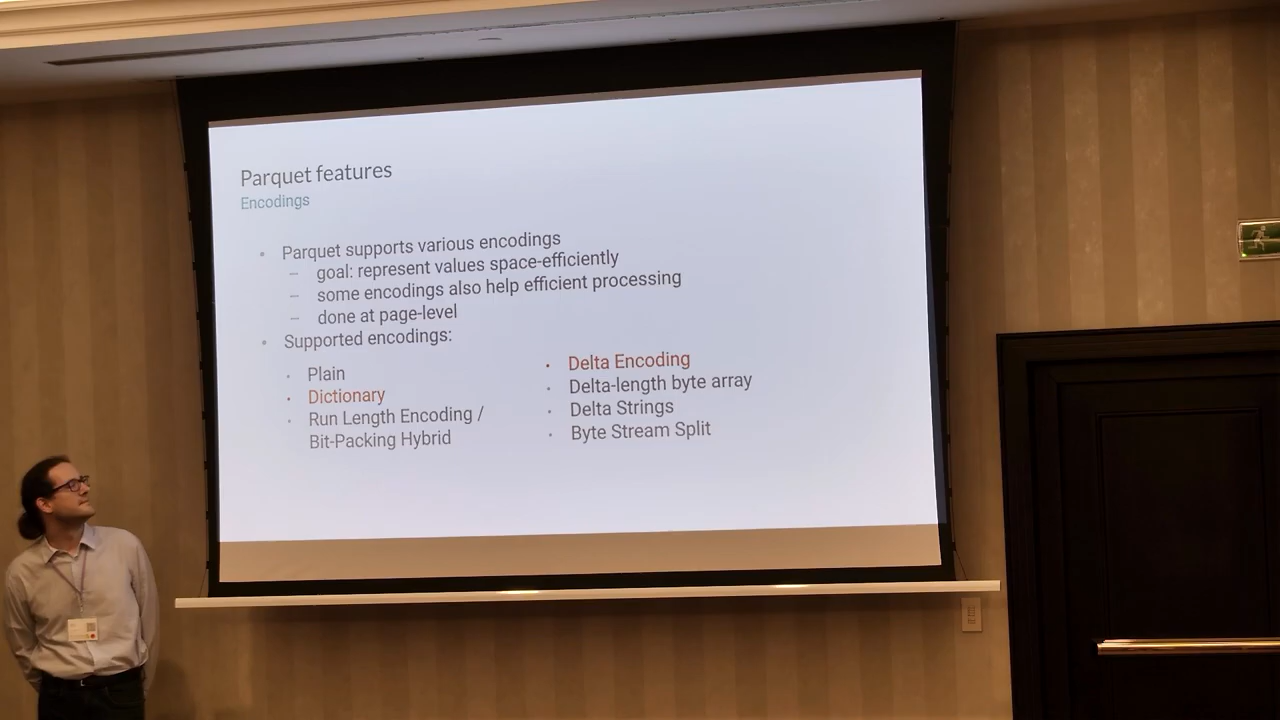 Parquet features
Encodings
Parquet supports various encodings
– goal: represent values space-efficiently
– some encodings also help efficient processing
– done at page-level
Supported encodings:
Plain
Dictionary
Run Length Encoding /
Bit-Packing Hybrid
Delta Encoding
Delta-length byte array
Delta Strings
Byte Stream Split